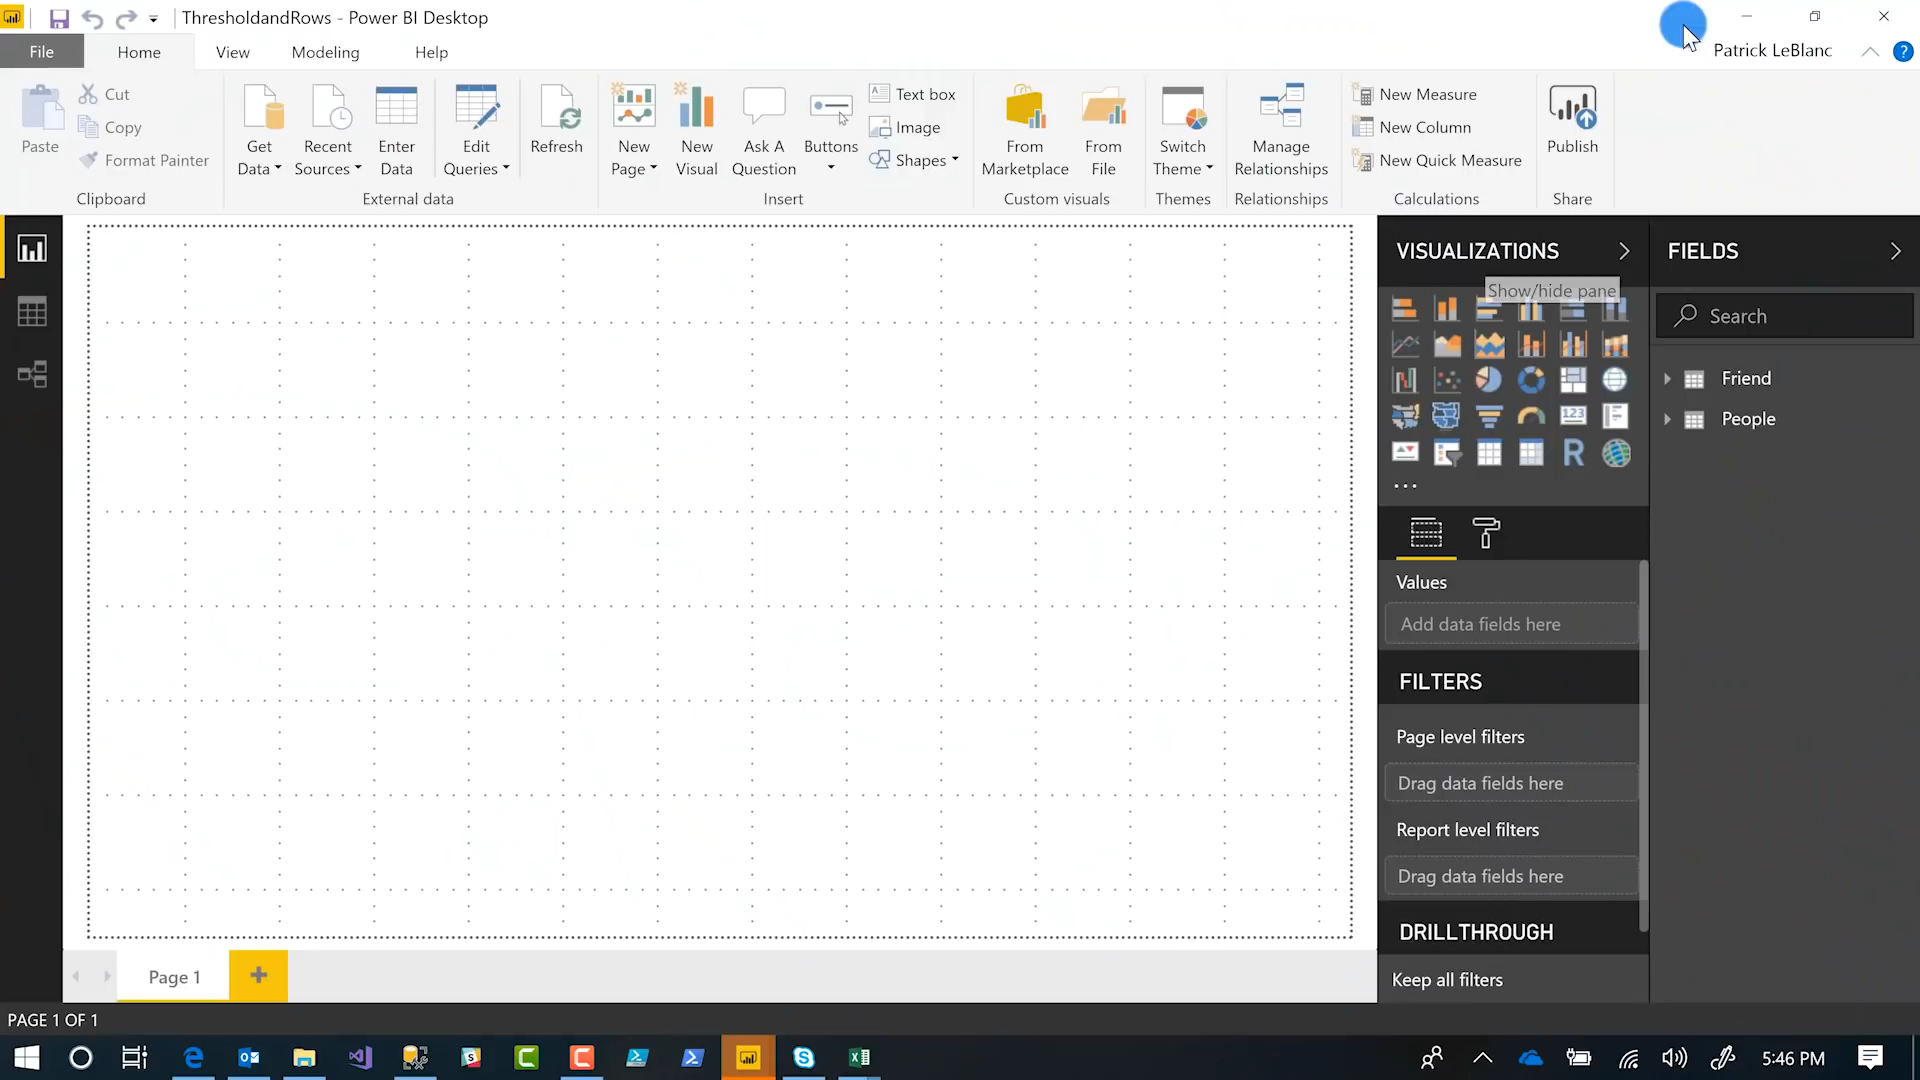 ThresholdandRows - Power BI Desktop
Patrick LeBlanc
File
Home
View
Modeling
Help
Paste
Cut
Copy
Format Painter
Clipboard
Get Data
Recent Sources
Enter Data
Edit Queries
Refresh
External data
New Page
New Visual
Ask A Question
Buttons
Text box
Image
Shapes
Insert
From Marketplace
From File
Custom visuals
Switch Theme
Themes
Manage Relationships
Relationships
New Measure
New Column
New Quick Measure
Calculations
Publish
Share
VISUALIZATIONS
Show/hide pane
123
R
Values
Add data fields here
FILTERS
Page level filters
Drag data fields here
Report level filters
Drag data fields here
DRILLTHROUGH
Keep all filters
FIELDS
Search
Friend
People
Page 1
PAGE 1 OF 1
5:46 PM